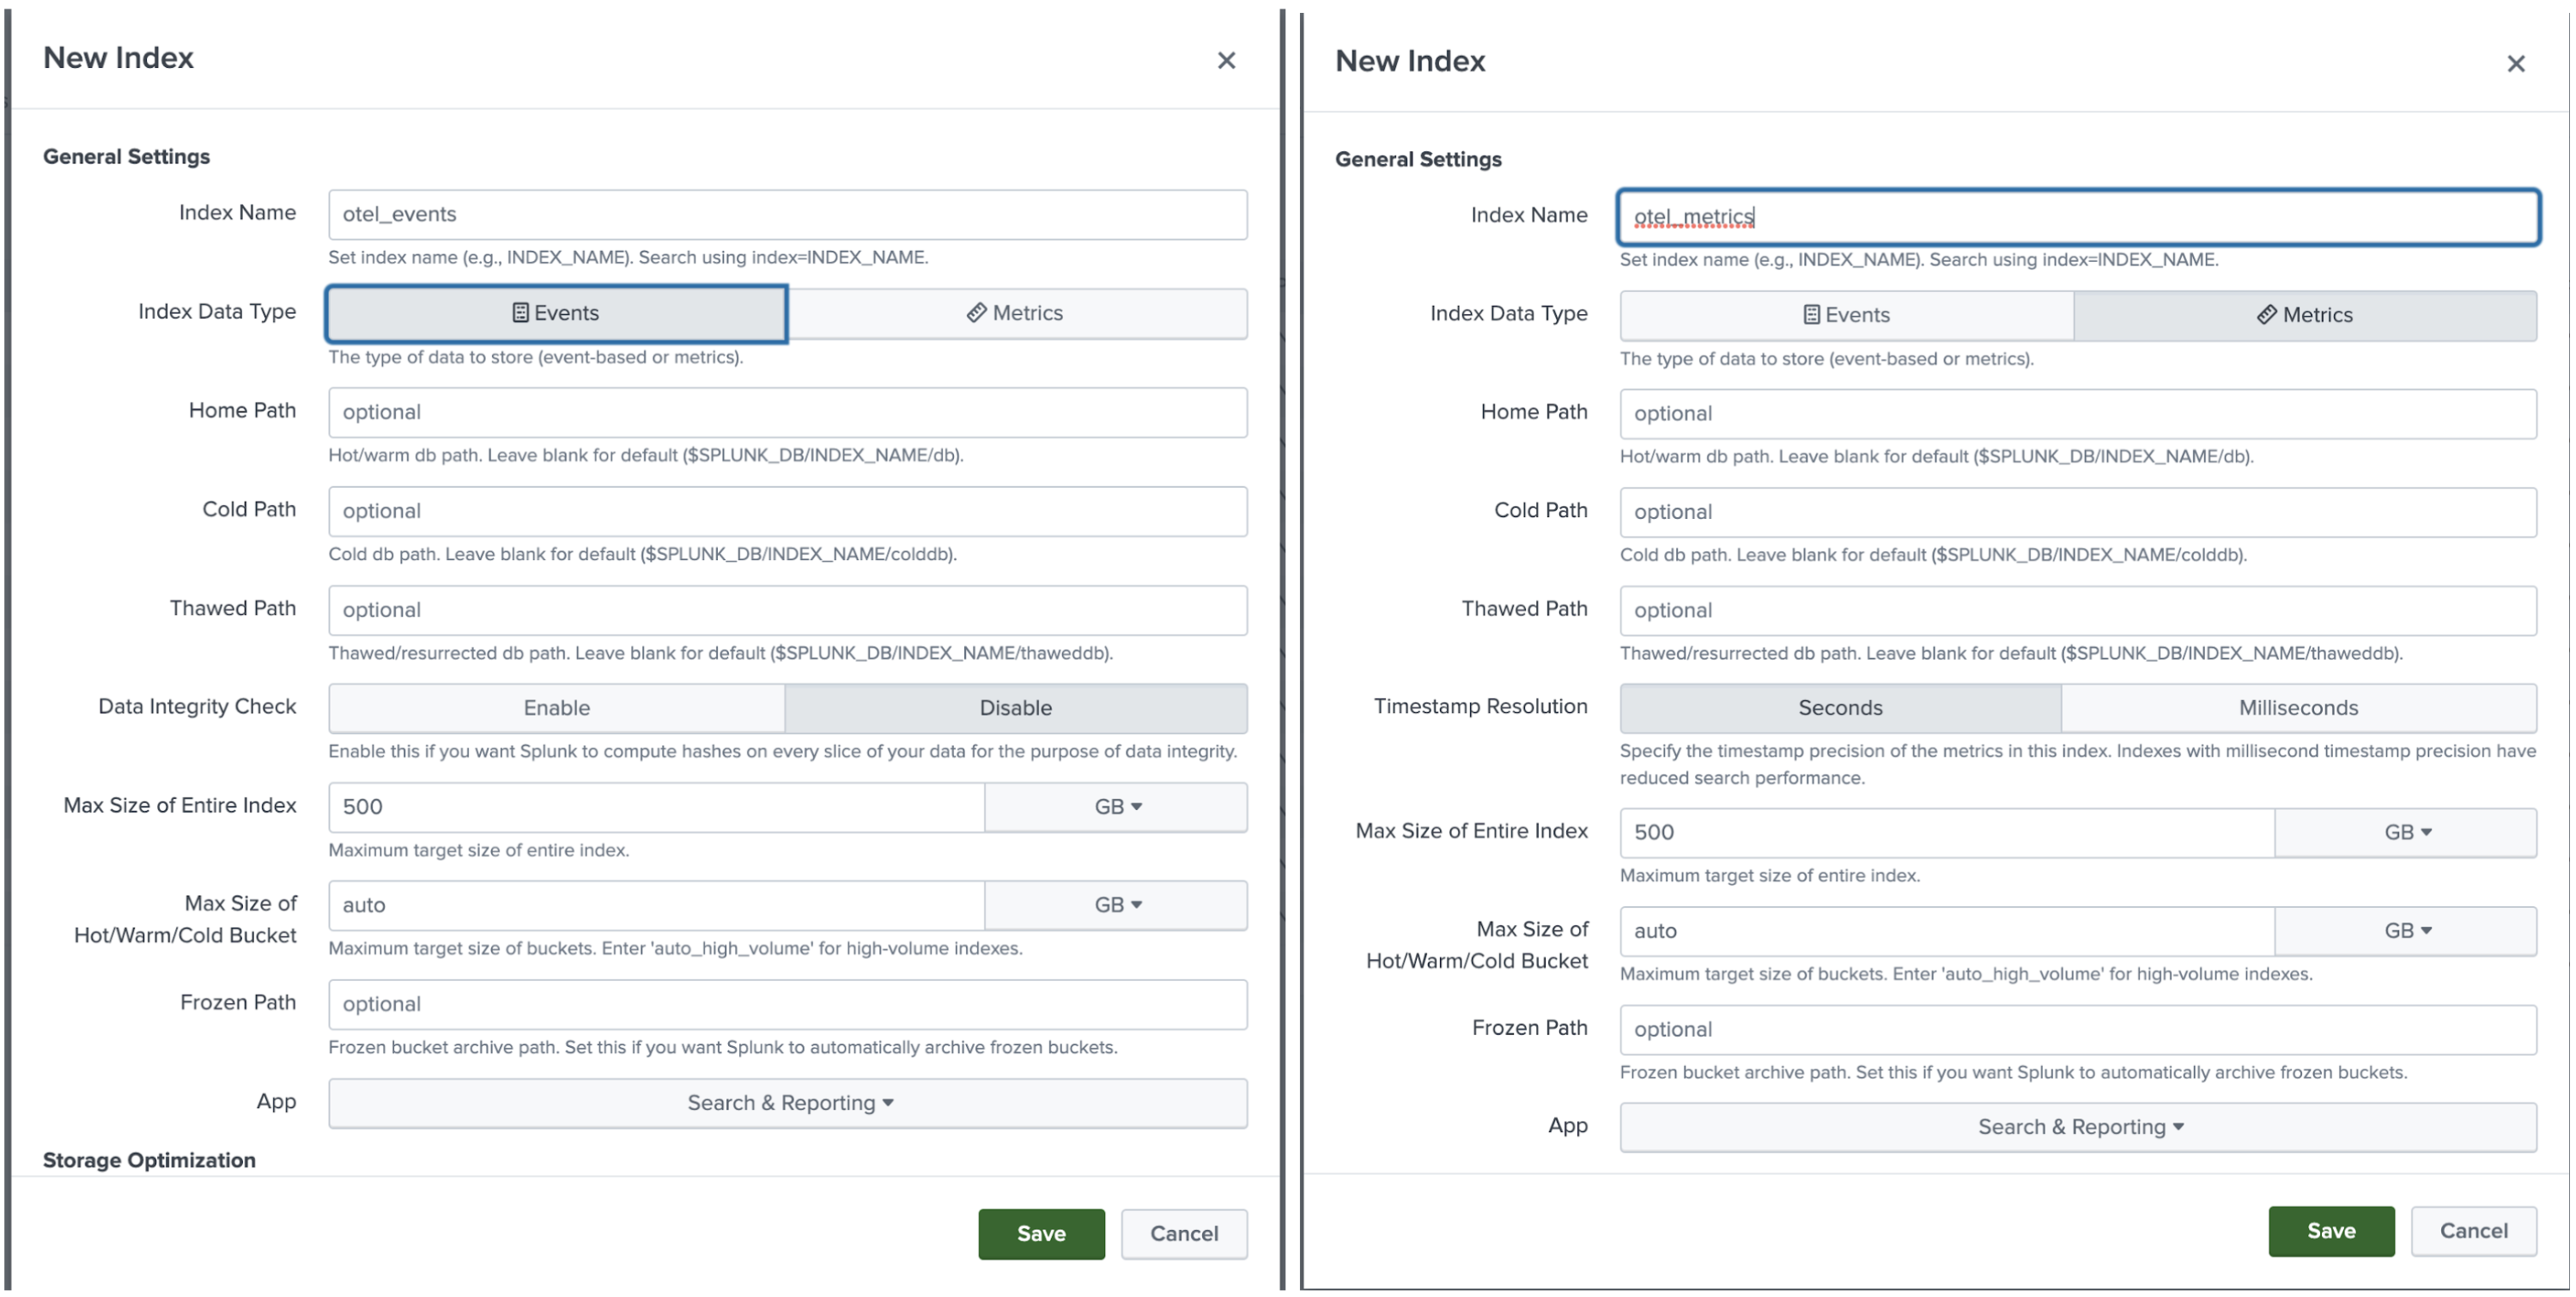 New Index
General Settings
Index Name
otel_events
Set index name (e.g., INDEX_NAME). Search using index=INDEX_NAME.
Index Data Type
Events
Metrics
The type of data to store (event-based or metrics).
Home Path
optional
Hot/warm db path. Leave blank for default ($SPLUNK_DB/INDEX_NAME/db).
Cold Path
optional
Cold db path. Leave blank for default ($SPLUNK_DB/INDEX_NAME/colddb).
Thawed Path
optional
Thawed/resurrected db path. Leave blank for default ($SPLUNK_DB/INDEX_NAME/thaweddb).
Data Integrity Check
Enable
Disable
Enable this if you want Splunk to compute hashes on every slice of your data for the purpose of data integrity.
Max Size of Entire Index
500
GB
Maximum target size of entire index.
Max Size of
Hot/Warm/Cold Bucket
auto
GB
Maximum target size of buckets. Enter 'auto_high_volume' for high-volume indexes.
Frozen Path
optional
Frozen bucket archive path. Set this if you want Splunk to automatically archive frozen buckets.
App
Search & Reporting
Storage Optimization
Save
Cancel
New Index
General Settings
Index Name
otel_metrics
Set index name (e.g., INDEX_NAME). Search using index=INDEX_NAME.
Index Data Type
Events
Metrics
The type of data to store (event-based or metrics).
Home Path
optional
Hot/warm db path. Leave blank for default ($SPLUNK_DB/INDEX_NAME/db).
Cold Path
optional
Cold db path. Leave blank for default ($SPLUNK_DB/INDEX_NAME/colddb).
Thawed Path
optional
Thawed/resurrected db path. Leave blank for default ($SPLUNK_DB/INDEX_NAME/thaweddb).
Timestamp Resolution
Seconds
Milliseconds
Specify the timestamp precision of the metrics in this index. Indexes with millisecond timestamp precision have
reduced search performance.
Max Size of Entire Index
500
GB
Maximum target size of entire index.
Max Size of
Hot/Warm/Cold Bucket
auto
GB
Maximum target size of buckets. Enter 'auto_high_volume' for high-volume indexes.
Frozen Path
optional
Frozen bucket archive path. Set this if you want Splunk to automatically archive frozen buckets.
App
Search & Reporting
Save
Cancel